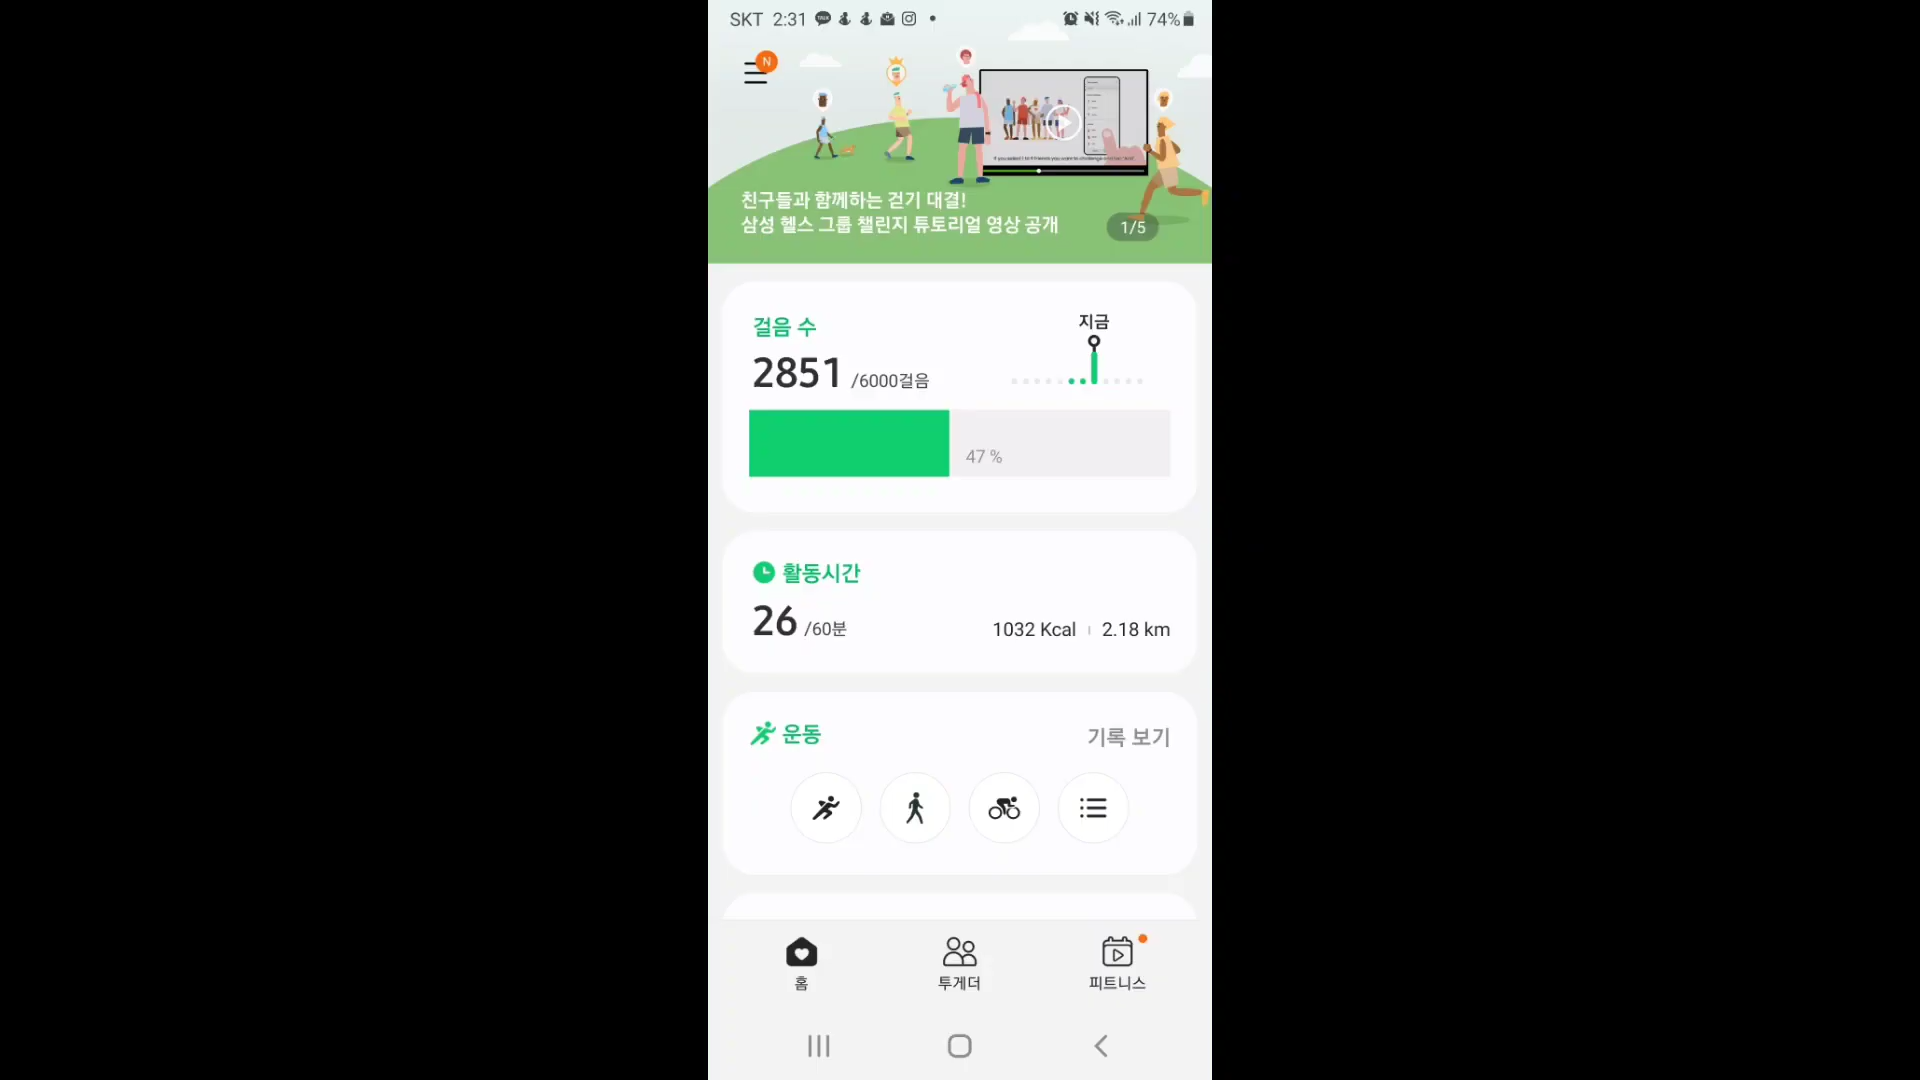 SKT 2:31
74%
N
친구들과 함께하는 걷기 대결!
삼성 헬스 그룹 챌린지 튜토리얼 영상 공개
1/5
걸음 수
지금
2851 /6000걸음
47 %
활동시간
26 /60분
1032 Kcal
2.18 km
운동
기록 보기
홈
투게더
피트니스